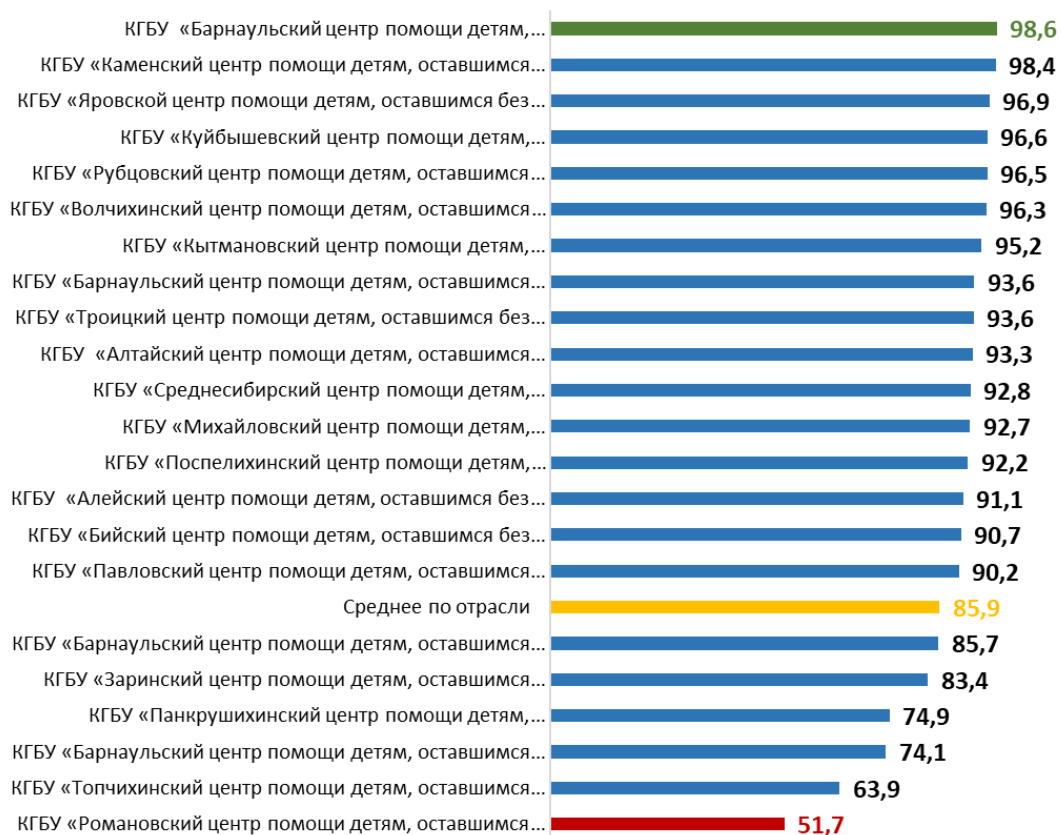 КГБУ «Барнаульский центр помощи детям,... 98,6
КГБУ «Каменский центр помощи детям, оставшимся... 98,4
КГБУ «Яровской центр помощи детям, оставшимся без... 96,9
КГБУ «Куйбышевский центр помощи детям,... 96,6
КГБУ «Рубцовский центр помощи детям, оставшимся... 96,5
КГБУ «Волчихинский центр помощи детям, оставшимся... 96,3
КГБУ «Кытмановский центр помощи детям,... 95,2
КГБУ «Барнаульский центр помощи детям, оставшимся... 93,6
КГБУ «Троицкий центр помощи детям, оставшимся без... 93,6
КГБУ «Алтайский центр помощи детям, оставшимся... 93,3
КГБУ «Среднесибирский центр помощи детям,... 92,8
КГБУ «Михайловский центр помощи детям,... 92,7
КГБУ «Поспелихинский центр помощи детям,... 92,2
КГБУ «Алейский центр помощи детям, оставшимся без... 91,1
КГБУ «Бийский центр помощи детям, оставшимся без... 90,7
КГБУ «Павловский центр помощи детям, оставшимся... 90,2
Среднее по отрасли 85,9
КГБУ «Барнаульский центр помощи детям, оставшимся... 85,7
КГБУ «Заринский центр помощи детям, оставшимся... 83,4
КГБУ «Панкрушихинский центр помощи детям,... 74,9
КГБУ «Барнаульский центр помощи детям, оставшимся... 74,1
КГБУ «Топчихинский центр помощи детям, оставшимся... 63,9
КГБУ «Романовский центр помощи детям, оставшимся... 51,7